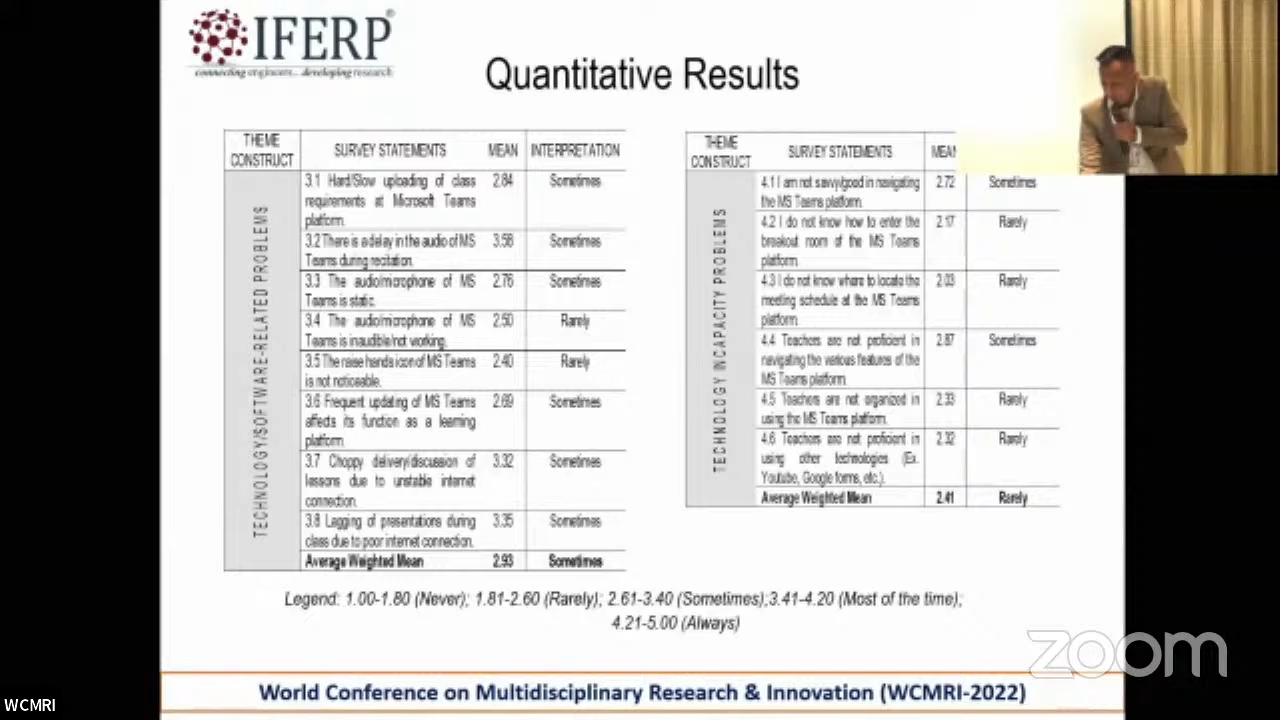 IFERP®
connecting engineers... developing research
Quantitative Results
THEME CONSTRUCT SURVEY STATEMENTS MEAN INTERPRETATION
TECHNOLOGY/SOFTWARE-RELATED PROBLEMS
3.1 Hard/Slow uploading of class 2.84 Sometimes
requirements at Microsoft Teams
platform.
3.2 There is a delay in the audio of MS 3.58 Sometimes
Teams during recitation.
3.3 The audio/microphone of MS 2.76 Sometimes
Teams is static.
3.4 The audio/microphone of MS 2.50 Rarely
Teams is inaudible/not working.
3.5 The raise hands icon of MS Teams 2.40 Rarely
is not noticeable.
3.6 Frequent updating of MS Teams 2.69 Sometimes
affects its function as a learning
platform.
3.7 Choppy delivery/discussion of 3.32 Sometimes
lessons due to unstable internet
connection.
3.8 Lagging of presentations during 3.35 Sometimes
class due to poor internet connection.
Average Weighted Mean 2.93 Sometimes
THEME CONSTRUCT SURVEY STATEMENTS MEAN
TECHNOLOGY INCAPACITY PROBLEMS
4.1 I am not savvy/good in navigating 2.72 Sometimes
the MS Teams platform.
4.2 I do not know how to enter the 2.17 Rarely
breakout room of the MS Teams
platform.
4.3 I do not know where to locate the 2.03 Rarely
meeting schedule at the MS Teams
platform.
4.4 Teachers are not proficient in 2.87 Sometimes
navigating the various features of the
MS Teams platform.
4.5 Teachers are not organized in 2.33 Rarely
using the MS Teams platform.
4.6 Teachers are not proficient in 2.32 Rarely
using other technologies (Ex.
Youtube, Google forms, etc.).
Average Weighted Mean 2.41 Rarely
Legend: 1.00-1.80 (Never); 1.81-2.60 (Rarely); 2.61-3.40 (Sometimes);3.41-4.20 (Most of the time);
4.21-5.00 (Always)
zoom
World Conference on Multidisciplinary Research & Innovation (WCMRI-2022)
WCMRI